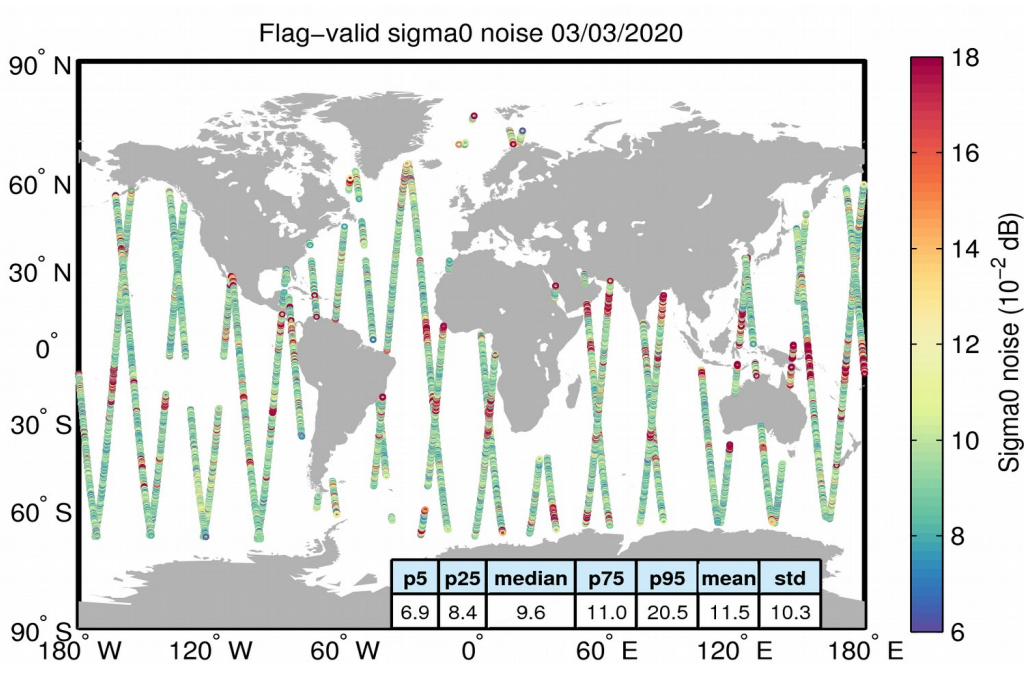 Flag−valid sigma0 noise 03/03/2020
90° N
60° N
30° N
0°
30° S
60° S
90° S
180° W
120° W
60° W
0°
60° E
120° E
180° E
18
16
14
12
10
8
6
Sigma0 noise (10⁻² dB)
p5 p25 median p75 p95 mean std
6.9 8.4 9.6 11.0 20.5 11.5 10.3